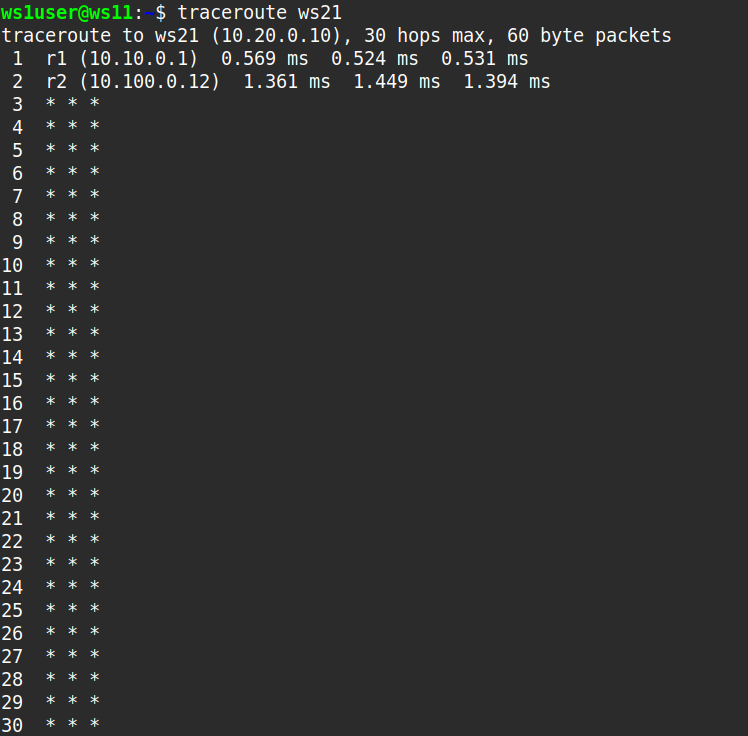 ws1user@ws11:~$ traceroute ws21
traceroute to ws21 (10.20.0.10), 30 hops max, 60 byte packets
 1  r1 (10.10.0.1)  0.569 ms  0.524 ms  0.531 ms
 2  r2 (10.100.0.12)  1.361 ms  1.449 ms  1.394 ms
 3  * * *
 4  * * *
 5  * * *
 6  * * *
 7  * * *
 8  * * *
 9  * * *
10  * * *
11  * * *
12  * * *
13  * * *
14  * * *
15  * * *
16  * * *
17  * * *
18  * * *
19  * * *
20  * * *
21  * * *
22  * * *
23  * * *
24  * * *
25  * * *
26  * * *
27  * * *
28  * * *
29  * * *
30  * * *